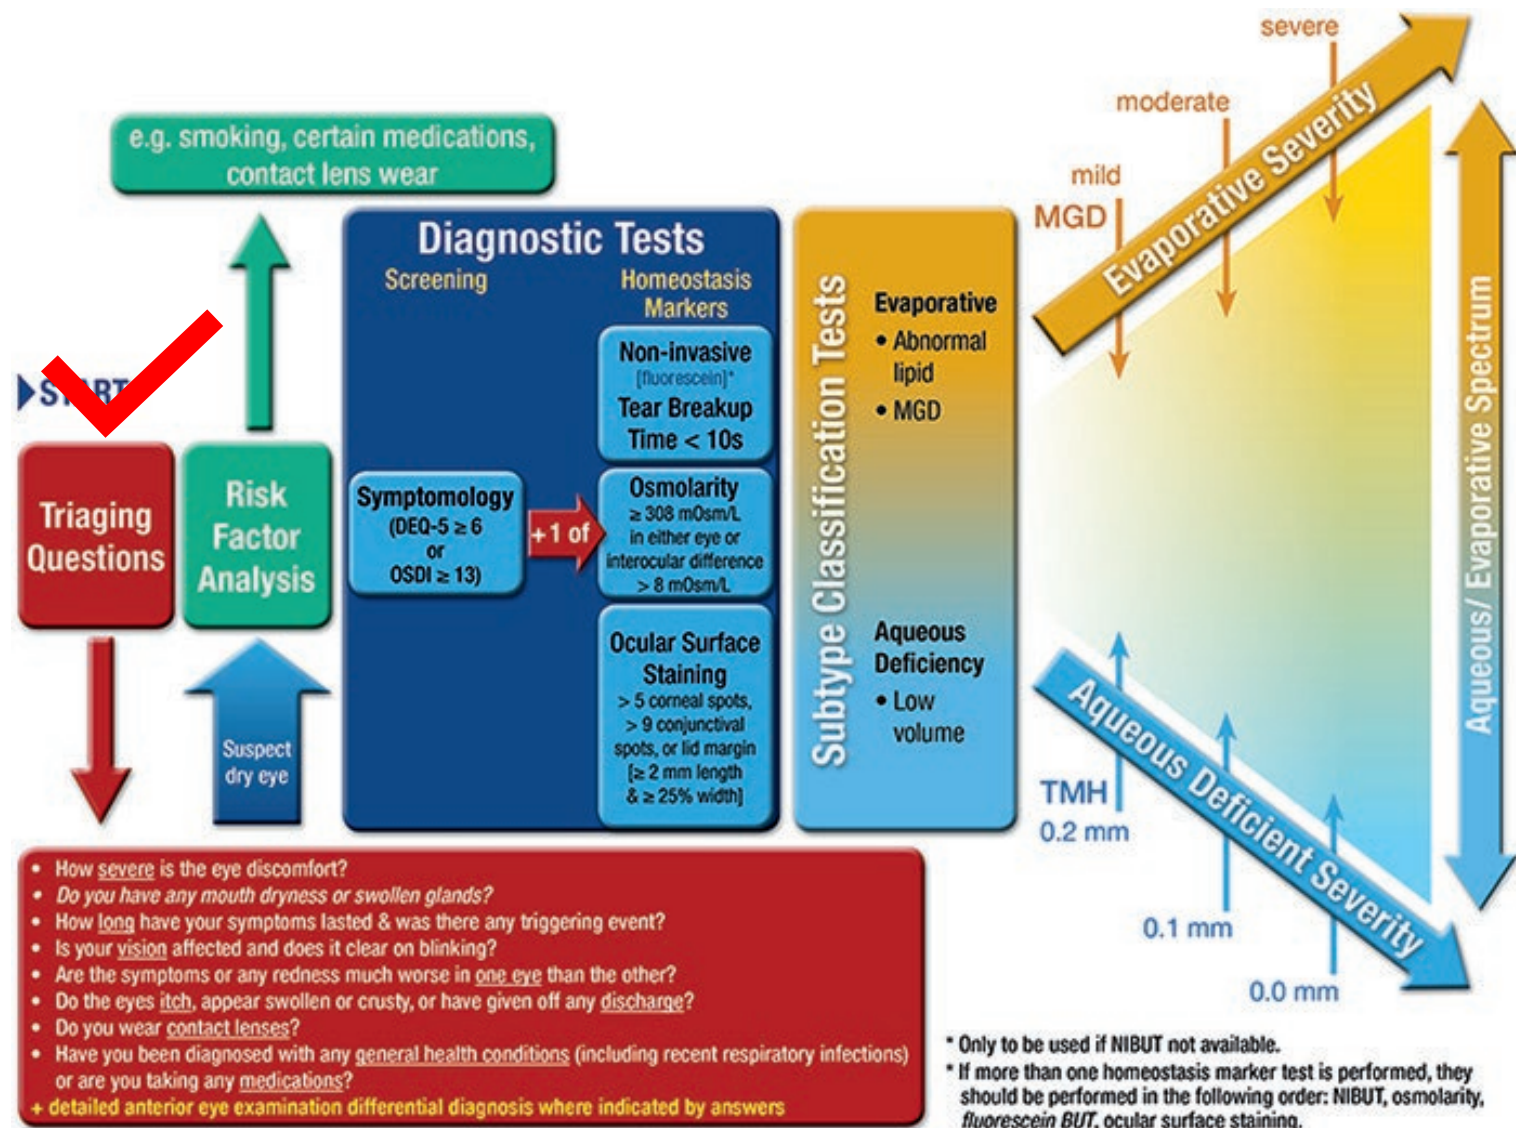 e.g. smoking, certain medications,
contact lens wear
START
Triaging
Questions
Risk
Factor
Analysis
Suspect
dry eye
Diagnostic Tests
Screening
Homeostasis
Markers
Symptomology
(DEQ-5 ≥ 6
or
OSDI ≥ 13)
+1 of
Non-invasive
[fluorescein]*
Tear Breakup
Time < 10s
Osmolarity
≥ 308 mOsm/L
in either eye or
interocular difference
> 8 mOsm/L
Ocular Surface
Staining
> 5 corneal spots,
> 9 conjunctival
spots, or lid margin
[≥ 2 mm length
& ≥ 25% width]
Subtype Classification Tests
Evaporative
• Abnormal
lipid
• MGD
Aqueous
Deficiency
• Low
volume
severe
moderate
mild
MGD
Evaporative Severity
Aqueous/ Evaporative Spectrum
Aqueous Deficient Severity
TMH
0.2 mm
0.1 mm
0.0 mm
• How severe is the eye discomfort?
• Do you have any mouth dryness or swollen glands?
• How long have your symptoms lasted & was there any triggering event?
• Is your vision affected and does it clear on blinking?
• Are the symptoms or any redness much worse in one eye than the other?
• Do the eyes itch, appear swollen or crusty, or have given off any discharge?
• Do you wear contact lenses?
• Have you been diagnosed with any general health conditions (including recent respiratory infections)
or are you taking any medications?
+ detailed anterior eye examination differential diagnosis where indicated by answers
* Only to be used if NIBUT not available.
* If more than one homeostasis marker test is performed, they
should be performed in the following order: NIBUT, osmolarity,
fluorescein BUT, ocular surface staining.